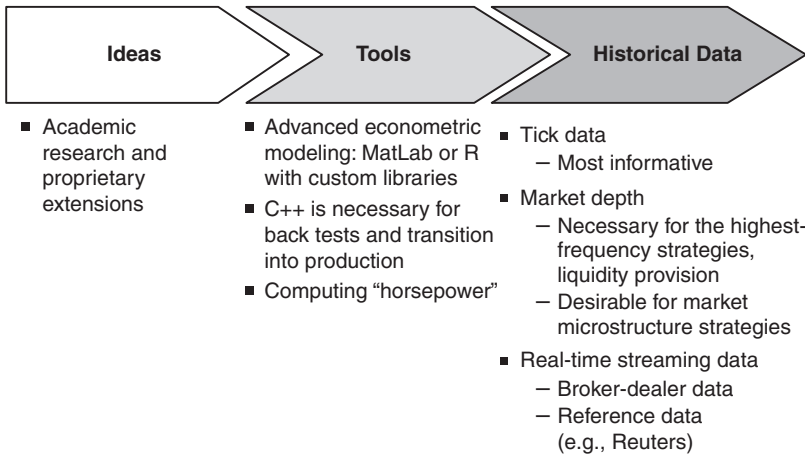 Ideas
Tools
Historical Data
■ Academic
research and
proprietary
extensions
■ Advanced econometric
modeling: MatLab or R
with custom libraries
■ C++ is necessary for
back tests and transition
into production
■ Computing “horsepower”
■ Tick data
– Most informative
■ Market depth
– Necessary for the highest-
frequency strategies,
liquidity provision
– Desirable for market
microstructure strategies
■ Real-time streaming data
– Broker-dealer data
– Reference data
(e.g., Reuters)